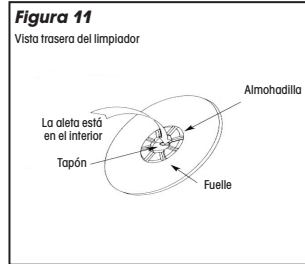 Figura 11
Vista trasera del limpiador
Almohadilla
La aleta está
en el interior
Tapón
Fuelle